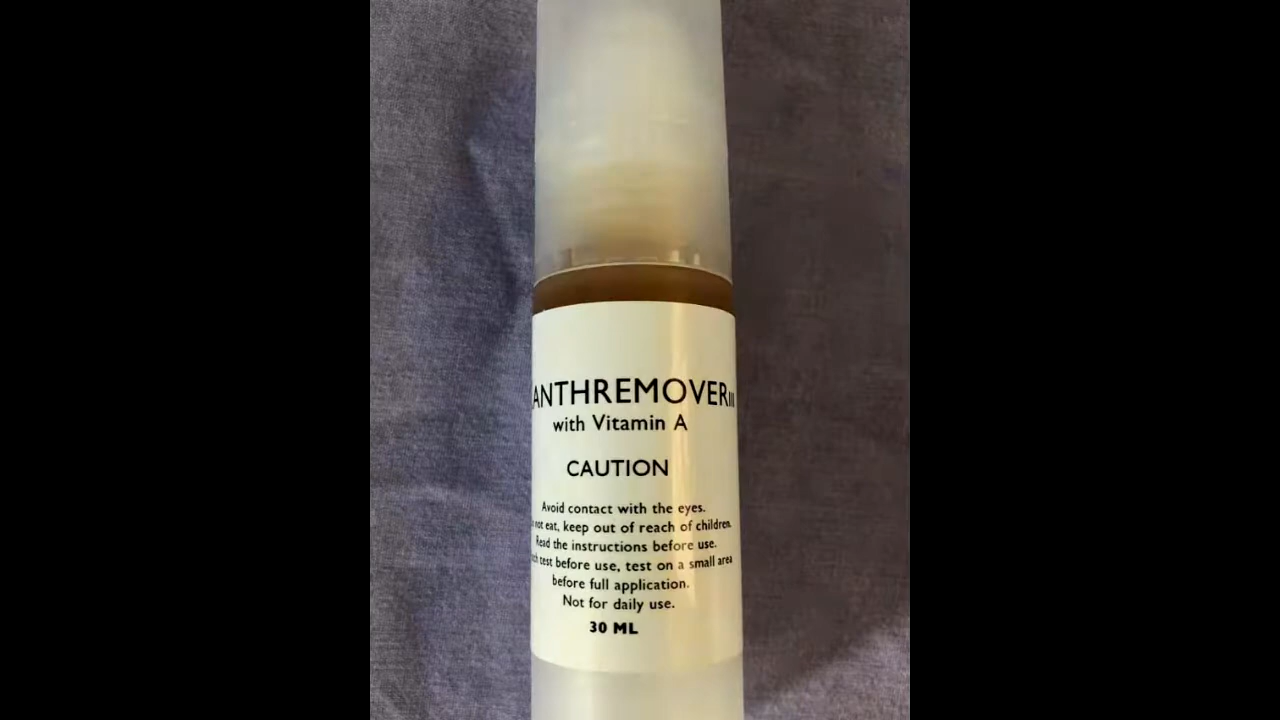 ANTHREMOVER III
with Vitamin A
CAUTION
Avoid contact with the eyes.
not eat, keep out of reach of children.
Read the instructions before use.
test before use, test on a small area
before full application.
Not for daily use.
30 ML